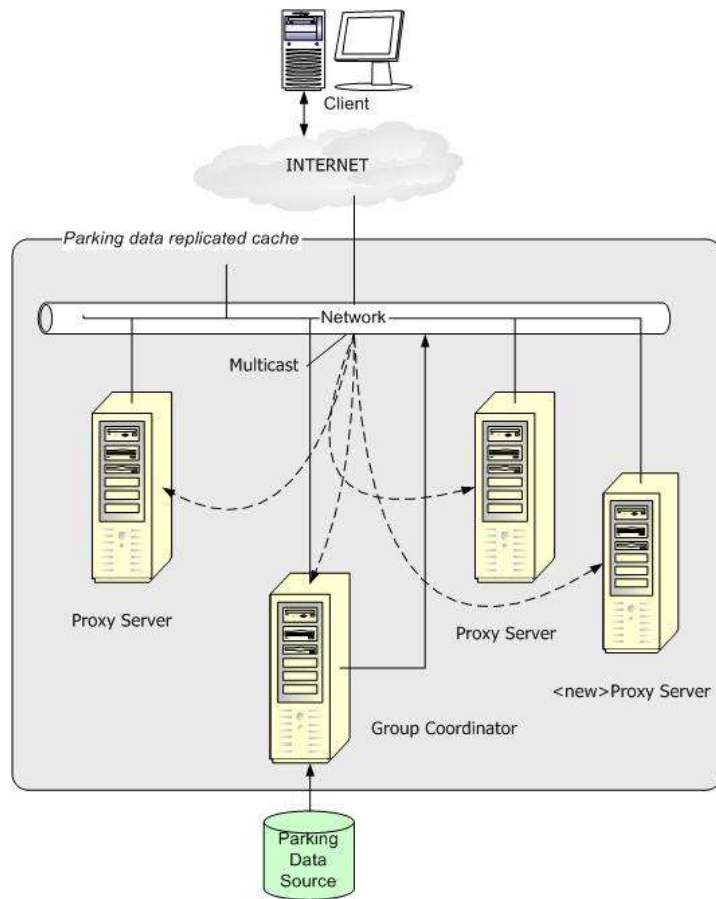 Client
INTERNET
Parking data replicated cache
Network
Multicast
Proxy Server
Proxy Server
<new>Proxy Server
Group Coordinator
Parking
Data
Source